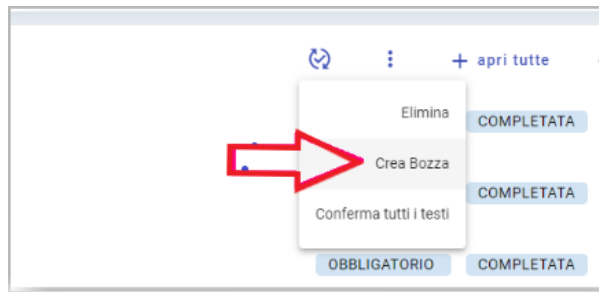 + apri tutte
Elimina
COMPLETATA
Crea Bozza
COMPLETATA
Conferma tutti i testi
OBBLIGATORIO COMPLETATA